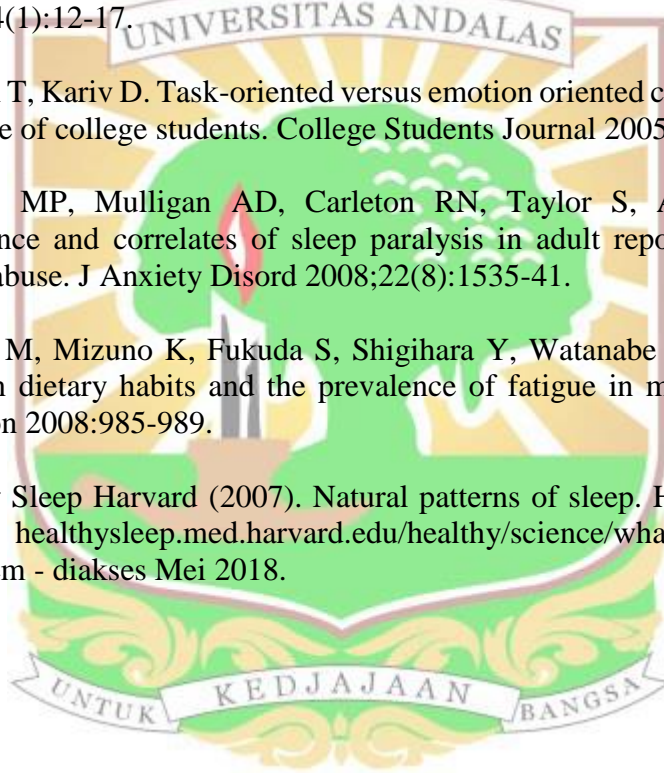 4(1):12-17.
UNIVERSITAS ANDALAS
T, Kariv D. Task-oriented versus emotion oriented c
e of college students. College Students Journal 2005
MP, Mulligan AD, Carleton RN, Taylor S, A
nce and correlates of sleep paralysis in adult repo
abuse. J Anxiety Disord 2008;22(8):1535-41.
M, Mizuno K, Fukuda S, Shigihara Y, Watanabe
n dietary habits and the prevalence of fatigue in m
on 2008:985-989.
y Sleep Harvard (2007). Natural patterns of sleep. H
healthysleep.med.harvard.edu/healthy/science/wha
m - diakses Mei 2018.
UNTUK KEDJAJAAN BANGSA